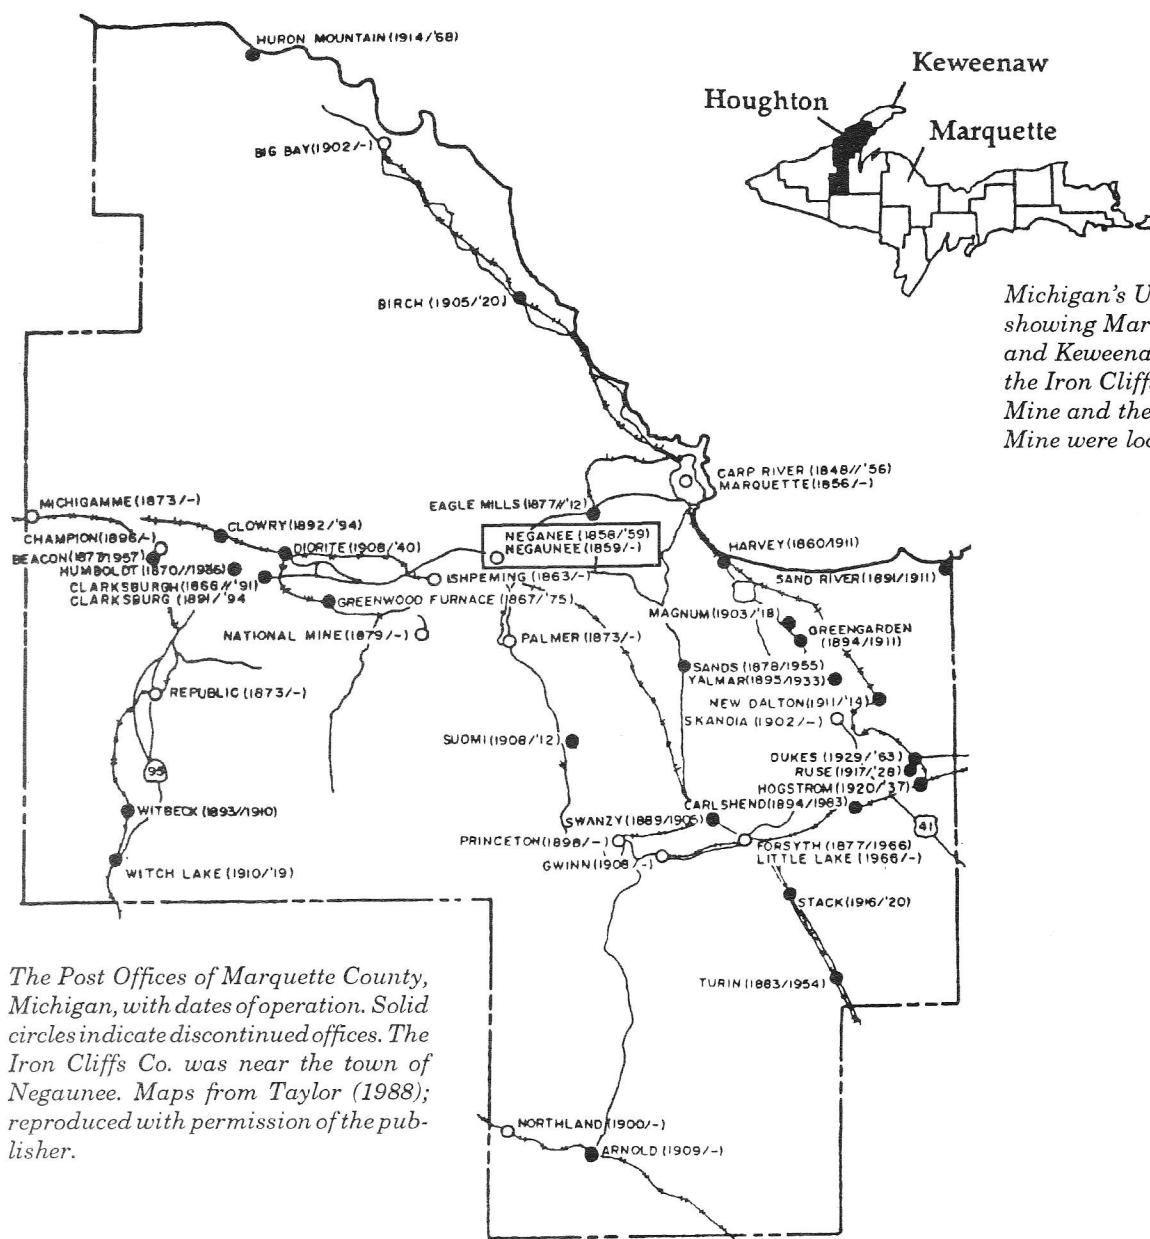 HURON MOUNTAIN (1914/'68)
Keweenaw
Houghton
Marquette
BIG BAY (1902/-)
BIRCH (1905/'20)
Michigan's U
showing Mar
and Keweena
the Iron Cliff
Mine and the
Mine were loc
CARP RIVER (1848//'56)
MARQUETTE (1856/-)
EAGLE MILLS (1877//'12)
MICHIGAMME (1873/-)
CLOWRY (1892/'94)
NEGANEE (1858/'59)
NEGAUNEE (1859/-)
CHAMPION (1896/-)
DIORITE (1908/'40)
HARVEY (1860/1911)
BEACON (1877/1957)
HUMBOLDT (1870//1986)
SAND RIVER (1891/1911)
ISHPEMING (1863/-)
CLARKSBURGH (1866//'91)
CLARKSBURG (1891/'94
GREENWOOD FURNACE (1867/'75)
MAGNUM (1903/'18)
GREENGARDEN
(1894/1911)
NATIONAL MINE (1879/-)
PALMER (1873/-)
SANDS (1878/1955)
YALMAR (1895/1933)
REPUBLIC (1873/-)
NEW DALTON (1911/'14)
SKANDIA (1902/-)
SUOMI (1908/'12)
DUKES (1929/'63)
RUSE (1917/'28)
HOGSTROM (1920/'37)
95
CARLSHEND (1894/1983)
WITBECK (1893//1910)
SWANZY (1889/1905)
41
PRINCETON (1898/-)
FORSYTH (1877/1966)
LITTLE LAKE (1966/-)
GWINN (1908/-)
WITCH LAKE (1910/'19)
STACK (1916/'20)
TURIN (1883/1954)
The Post Offices of Marquette County,
Michigan, with dates of operation. Solid
circles indicate discontinued offices. The
Iron Cliffs Co. was near the town of
Negaunee. Maps from Taylor (1988);
reproduced with permission of the pub-
lisher.
NORTHLAND (1900/-)
ARNOLD (1909/-)